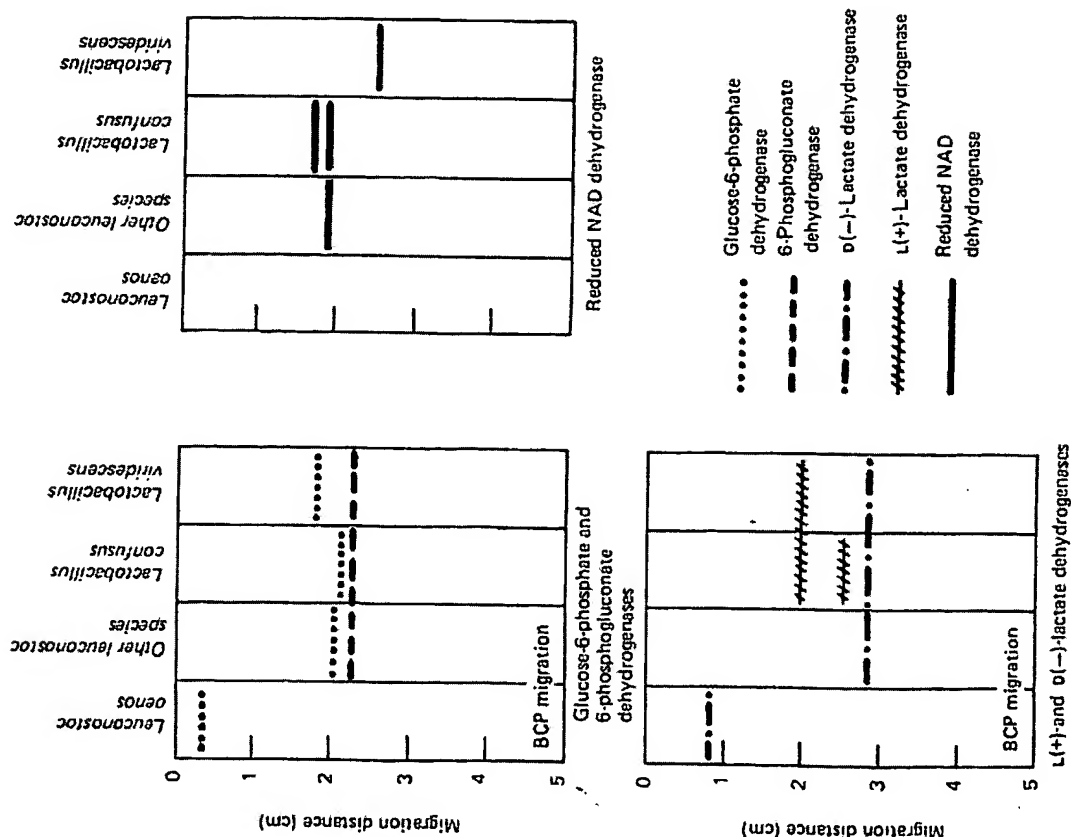 Lactobacillus
viridescens
Lactobacillus
confusus
Other leuconostoc
species
Leuconostoc
oenos
Reduced NAD dehydrogenase
Lactobacillus
viridescens
Lactobacillus
confusus
Other leuconostoc
species
Leuconostoc
oenos
BCP migration
0
1
2
3
4
5
Migration distance (cm)
Glucose-6-phosphate and
6-phosphogluconate
dehydrogenases
BCP migration
0
1
2
3
4
5
Migration distance (cm)
L(+)-and D(−)-lactate dehydrogenases
Glucose-6-phosphate
dehydrogenase
6-Phosphogluconate
dehydrogenase
D(−)-Lactate dehydrogenase
L(+)-Lactate dehydrogenase
Reduced NAD
dehydrogenase